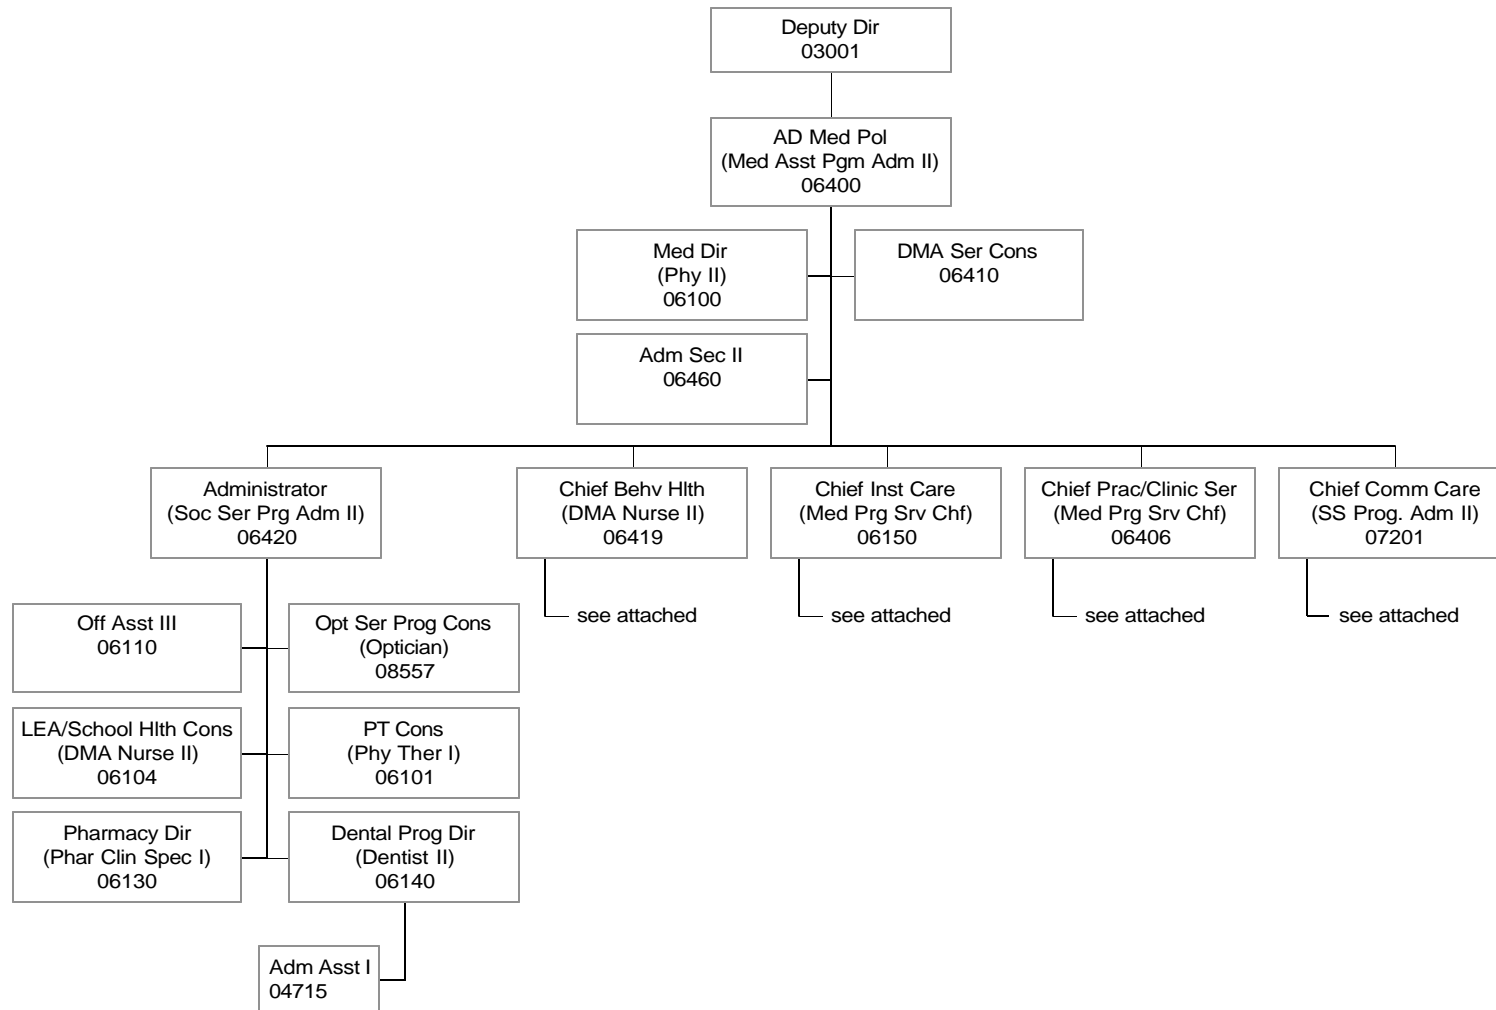 Deputy Dir
03001
AD Med Pol
(Med Asst Pgm Adm II)
06400
Med Dir
(Phy II)
06100
DMA Ser Cons
06410
Adm Sec II
06460
Administrator
(Soc Ser Prg Adm II)
06420
Chief Behv Hlth
(DMA Nurse II)
06419
Chief Inst Care
(Med Prg Srv Chf)
06150
Chief Prac/Clinic Ser
(Med Prg Srv Chf)
06406
Chief Comm Care
(SS Prog. Adm II)
07201
see attached
see attached
see attached
see attached
Off Asst III
06110
Opt Ser Prog Cons
(Optician)
08557
LEA/School Hlth Cons
(DMA Nurse II)
06104
PT Cons
(Phy Ther I)
06101
Pharmacy Dir
(Phar Clin Spec I)
06130
Dental Prog Dir
(Dentist II)
06140
Adm Asst I
04715